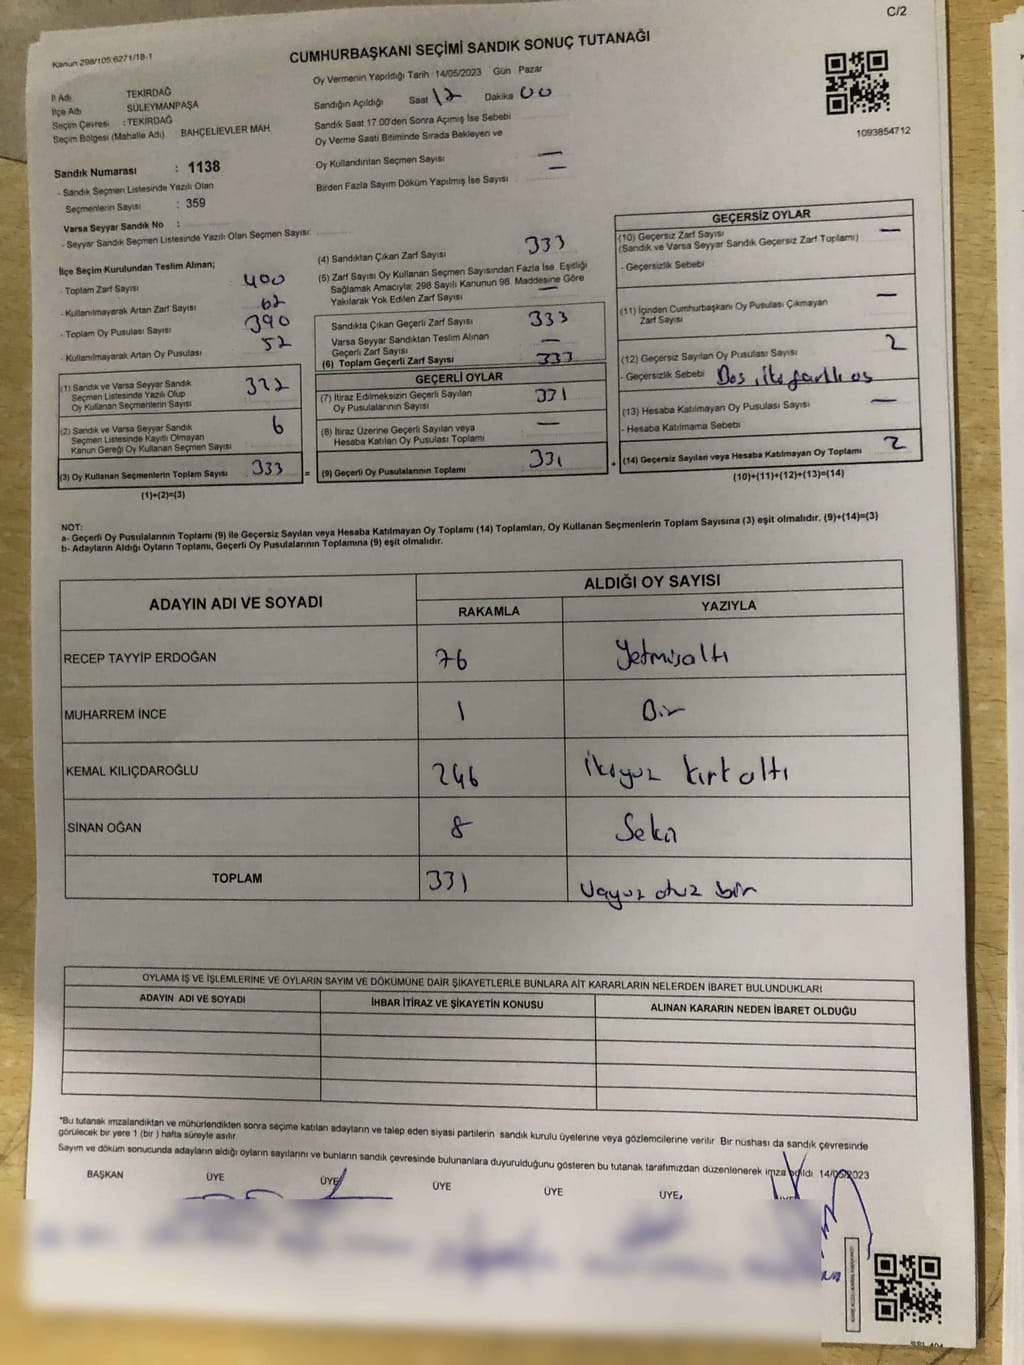 C/2
Kanun 298/105:6271/18-1
CUMHURBAŞKANI SEÇİMİ SANDIK SONUÇ TUTANAĞI
1093854712
İl Adı TEKİRDAĞ
İlçe Adı SÜLEYMANPAŞA
Seçim Çevresi :TEKİRDAĞ
Seçim Bölgesi (Mahalle Adı) BAHÇELİEVLER MAH.
Sandık Numarası : 1138
- Sandık Seçmen Listesinde Yazılı Olan
Seçmenlerin Sayısı : 359
Varsa Seyyar Sandık No :
- Seyyar Sandık Seçmen Listesinde Yazılı Olan Seçmen Sayısı:
Oy Vermenin Yapıldığı Tarih :14/05/2023 Gün Pazar
Sandığın Açıldığı Saat 12 Dakika 00
Sandık Saat 17.00'den Sonra Açımış İse Sebebi
Oy Verme Saati Bitiminde Sırada Bekleyen ve
Oy Kullandırılan Seçmen Sayısı —
Birden Fazla Sayım Döküm Yapılmış İse Sayısı —
İlçe Seçim Kurulundan Teslim Alınan;
- Toplam Zarf Sayısı 400
- Kullanılmayarak Artan Zarf Sayısı 62
- Toplam Oy Pusulası Sayısı 390
- Kullanılmayarak Artan Oy Pusulası 52
(1) Sandık ve Varsa Seyyar Sandık
Seçmen Listesinde Yazılı Olup
Oy Kullanan Seçmenlerin Sayısı 322
(2) Sandık ve Varsa Seyyar Sandık
Seçmen Listesinde Kayıtlı Olmayan
Kanun Gereği Oy Kullanan Seçmen Sayısı 6
(3) Oy Kullanan Seçmenlerin Toplam Sayısı 333 =
(1)+(2)=(3)
(4) Sandıktan Çıkan Zarf Sayısı 333
(5) Zarf Sayısı Oy Kullanan Seçmen Sayısından Fazla İse, Eşitliği
Sağlamak Amacıyla; 298 Sayılı Kanunun 98. Maddesine Göre
Yakılarak Yok Edilen Zarf Sayısı —
Sandıkta Çıkan Geçerli Zarf Sayısı 333
Varsa Seyyar Sandıktan Teslim Alınan
Geçerli Zarf Sayısı —
(6) Toplam Geçerli Zarf Sayısı 333
GEÇERLİ OYLAR
(7) İtiraz Edilmeksizin Geçerli Sayılan
Oy Pusulalarının Sayısı 331
(8) İtiraz Üzerine Geçerli Sayılan veya
Hesaba Katılan Oy Pusulası Toplamı —
(9) Geçerli Oy Pusulalarının Toplamı 331 +
GEÇERSİZ OYLAR
(10) Geçersiz Zarf Sayısı —
(Sandık ve Varsa Seyyar Sandık Geçersiz Zarf Toplamı)
- Geçersizlik Sebebi
(11) İçinden Cumhurbaşkanı Oy Pusulası Çıkmayan —
Zarf Sayısı
(12) Geçersiz Sayılan Oy Pusulası Sayısı 2
- Geçersizlik Sebebi
(13) Hesaba Katılmayan Oy Pusulası Sayısı —
- Hesaba Katılmama Sebebi
(14) Geçersiz Sayılan veya Hesaba Katılmayan Oy Toplamı 2
(10)+(11)+(12)+(13)=(14)
NOT:
a- Geçerli Oy Pusulalarının Toplamı (9) ile Geçersiz Sayılan veya Hesaba Katılmayan Oy Toplamı (14) Toplamları, Oy Kullanan Seçmenlerin Toplam Sayısına (3) eşit olmalıdır. (9)+(14)=(3)
b- Adayların Aldığı Oyların Toplamı, Geçerli Oy Pusulalarının Toplamına (9) eşit olmalıdır.
ADAYIN ADI VE SOYADI ALDIĞI OY SAYISI
RAKAMLA YAZIYLA
RECEP TAYYİP ERDOĞAN 76 Yetmişaltı
MUHARREM İNCE 1 Bir
KEMAL KILIÇDAROĞLU 246 İkiyüz kırk altı
SİNAN OĞAN 8 Sekiz
TOPLAM 331 Üçyüz otuz bir
OYLAMA İŞ VE İŞLEMLERİNE VE OYLARIN SAYIM VE DÖKÜMÜNE DAİR ŞİKAYETLERLE BUNLARA AİT KARARLARIN NELERDEN İBARET BULUNDUKLARI
ADAYIN ADI VE SOYADI İHBAR İTİRAZ VE ŞİKAYETİN KONUSU ALINAN KARARIN NEDEN İBARET OLDUĞU
*Bu tutanak imzalandıktan ve mühürlendikten sonra seçime katılan adayların ve talep eden siyasi partilerin sandık kurulu üyelerine veya gözlemcilerine verilir. Bir nüshası da sandık çevresinde
görülecek bir yere 1 (bir) hafta süreyle asılır.
Sayım ve döküm sonucunda adayların aldığı oyların sayılarını ve bunların sandık çevresinde bulunanlara duyurulduğunu gösteren bu tutanak tarafımızdan düzenlenerek imza edildi. 14/05/2023
BAŞKAN ÜYE ÜYE ÜYE ÜYE ÜYE